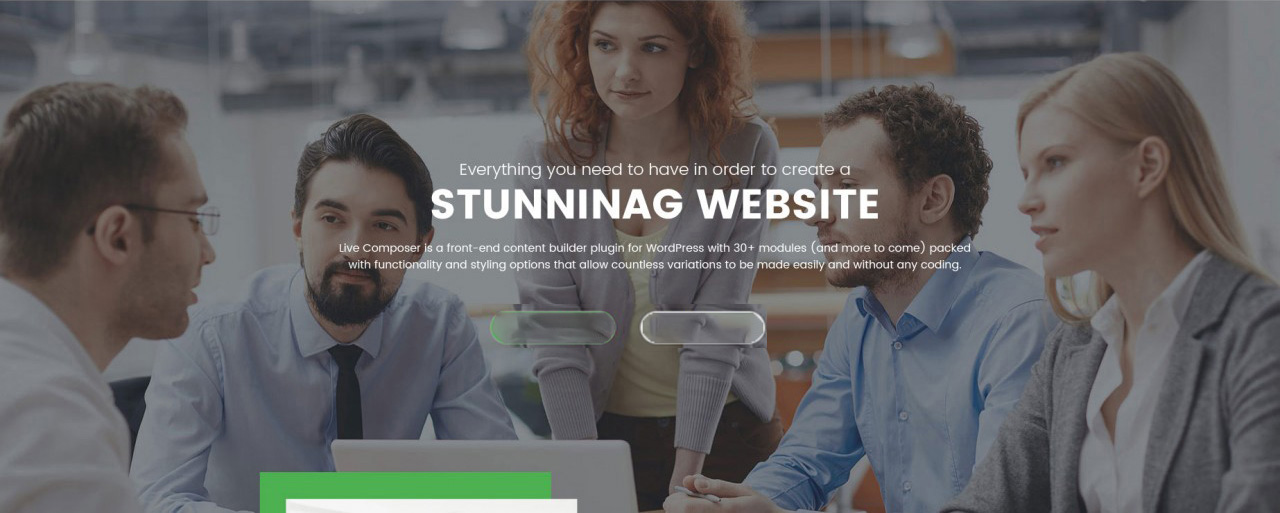 Everything you need to have in order to create a
STUNNINAG WEBSITE
Live Composer is a front-end content builder plugin for WordPress with 30+ modules (and more to come) packed
with functionality and styling options that allow countless variations to be made easily and without any coding.